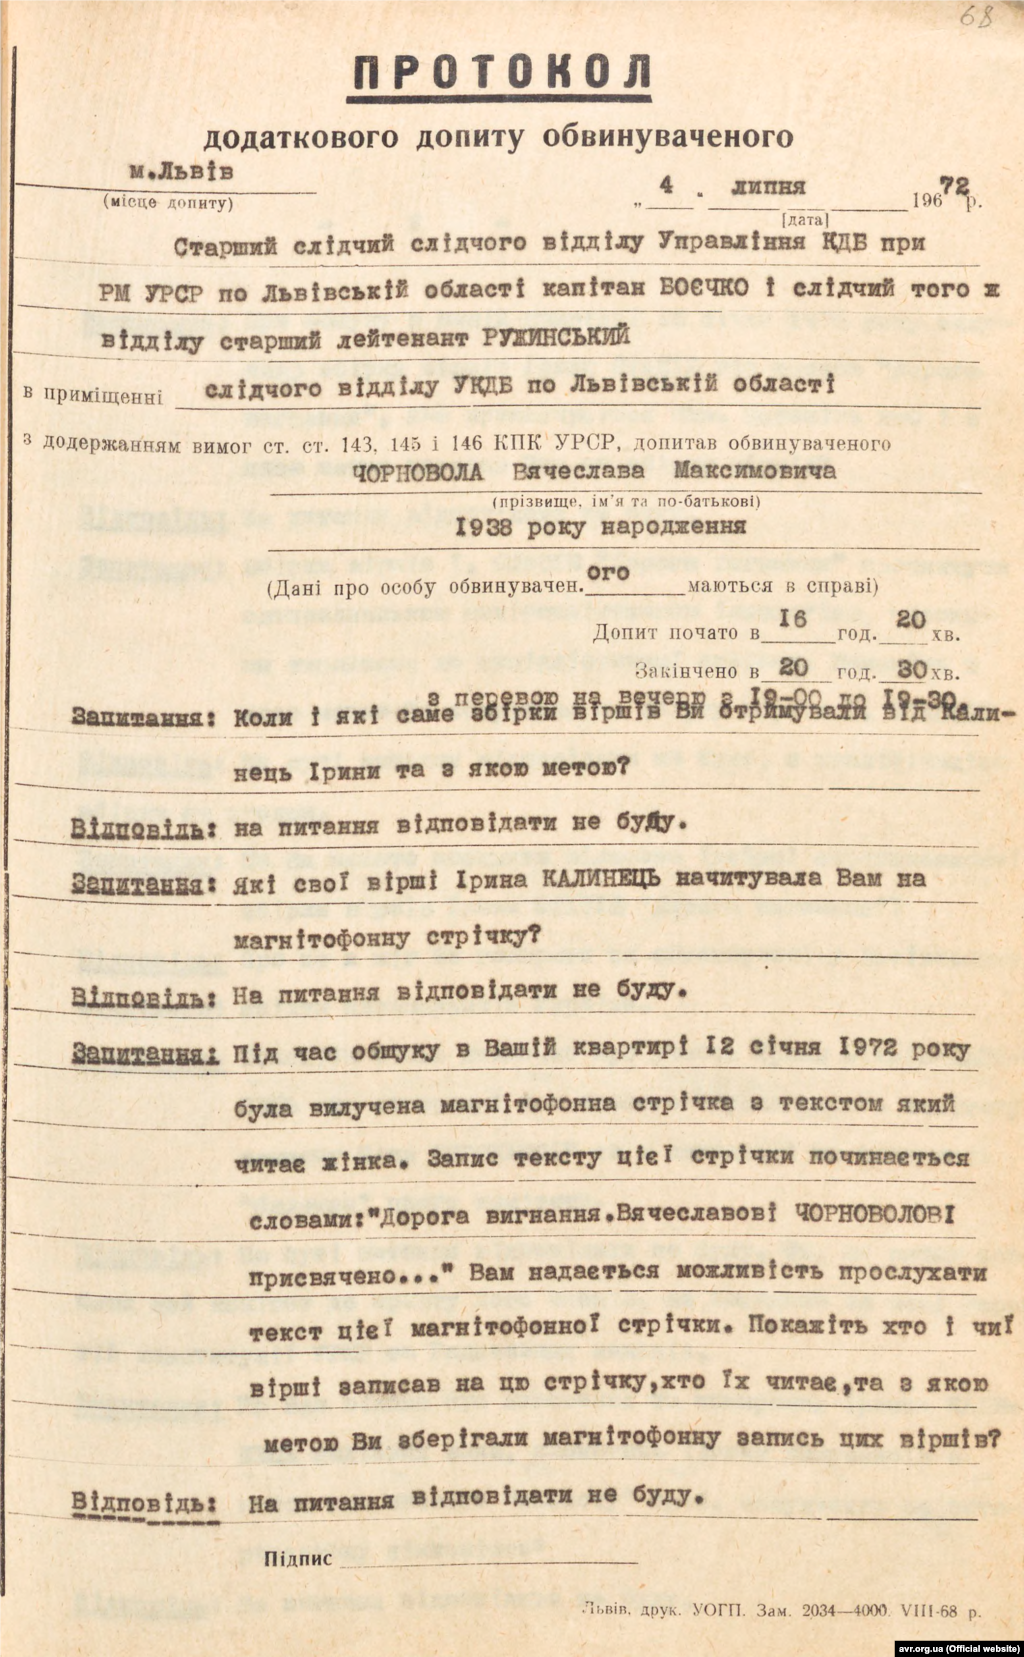 68
ПРОТОКОЛ
додаткового допиту обвинуваченого
м.Львів
(місце допиту)
„ 4 . липня 196 72 р.
[дата]
Старший слідчий слідчого відділу Управління КДБ при
РМ УРСР по Львівській області капітан БОЄЧКО і слідчий того ж
відділу старший лейтенант РУЖИНСЬКИЙ
в приміщенні слідчого відділу УКДБ по Львівській області
з додержанням вимог ст. ст. 143, 145 і 146 КПК УРСР, допитав обвинуваченого
ЧОРНОВОЛА Вячеслава Максимовича
(прізвище, ім'я та по-батькові)
1938 року народження
(Дані про особу обвинувачен.ого маються в справі)
Допит почато в 16 год. 20 хв.
Закінчено в 20 год. 30 хв.
з перевою на вечерю з 19-00 до 19-30.
Запитання: Коли і які саме збірки віршів Ви отримували від Кали-
нець Ірини та з якою метою?
Відповідь: на питання відповідати не буду.
Запитання: Які свої вірші Ірина КАЛИНЕЦЬ начитувала Вам на
магнітофонну стрічку?
Відповідь: На питання відповідати не буду.
Запитання: Під час обшуку в Вашій квартирі 12 січня 1972 року
була вилучена магнітофонна стрічка з текстом який
читає жінка. Запис тексту цієї стрічки починається
словами:"Дорога вигнання.Вячеславові ЧОРНОВОЛОВІ
присвячено..." Вам надається можливість прослухати
текст цієї магнітофонної стрічки. Покажіть хто і чиї
вірші записав на цю стрічку,хто їх читає,та з якою
метою Ви зберігали магнітофонну запись цих віршів?
Відповідь: На питання відповідати не буду.
Підпис
Львів, друк. УОГП. Зам. 2034—4000. VIII-68 р.
avr.org.ua (Official website)